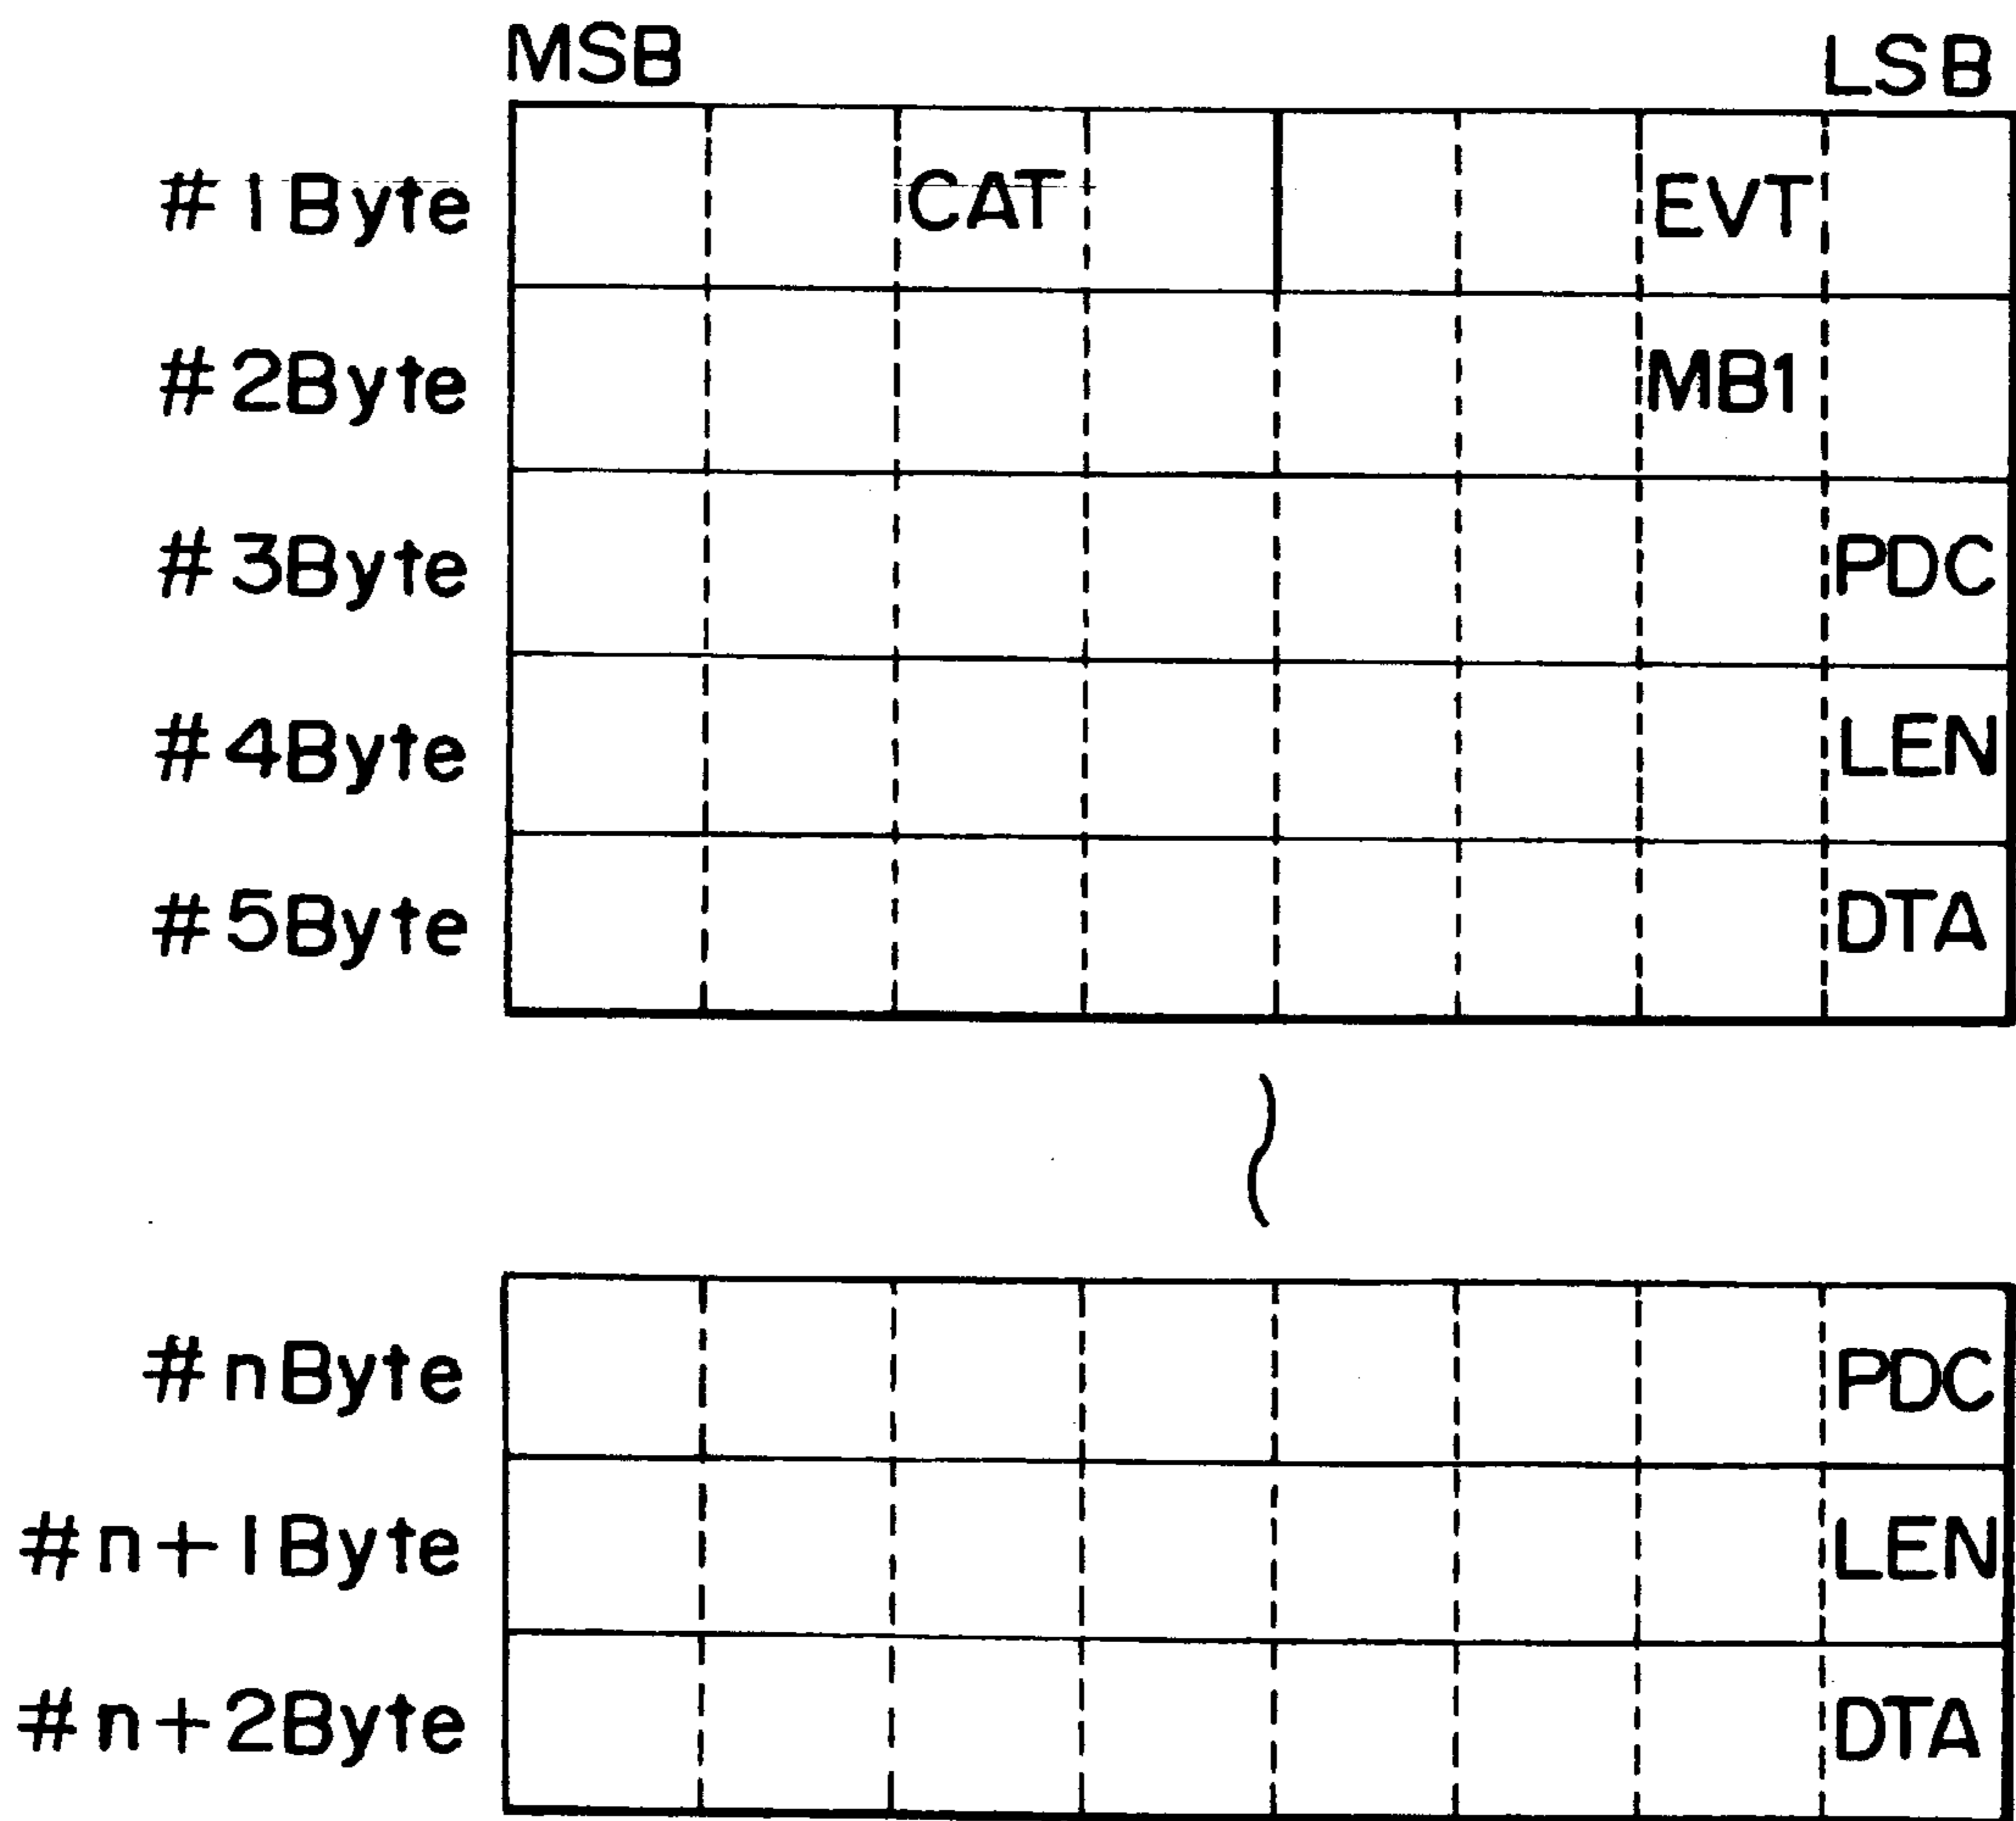 MSB LSB
#1Byte CAT EVT
#2Byte MB1
#3Byte PDC
#4Byte LEN
#5Byte DTA
#nByte PDC
#n+1Byte LEN
#n+2Byte DTA